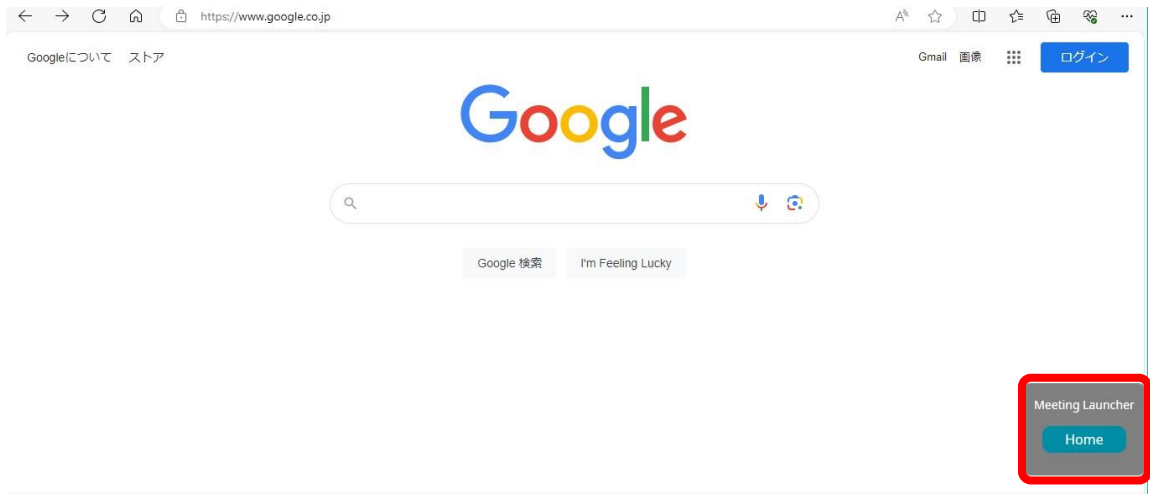 https://www.google.co.jp
Googleについて ストア Gmail 画像 ログイン
Google
Google 検索 I'm Feeling Lucky
Meeting Launcher
Home